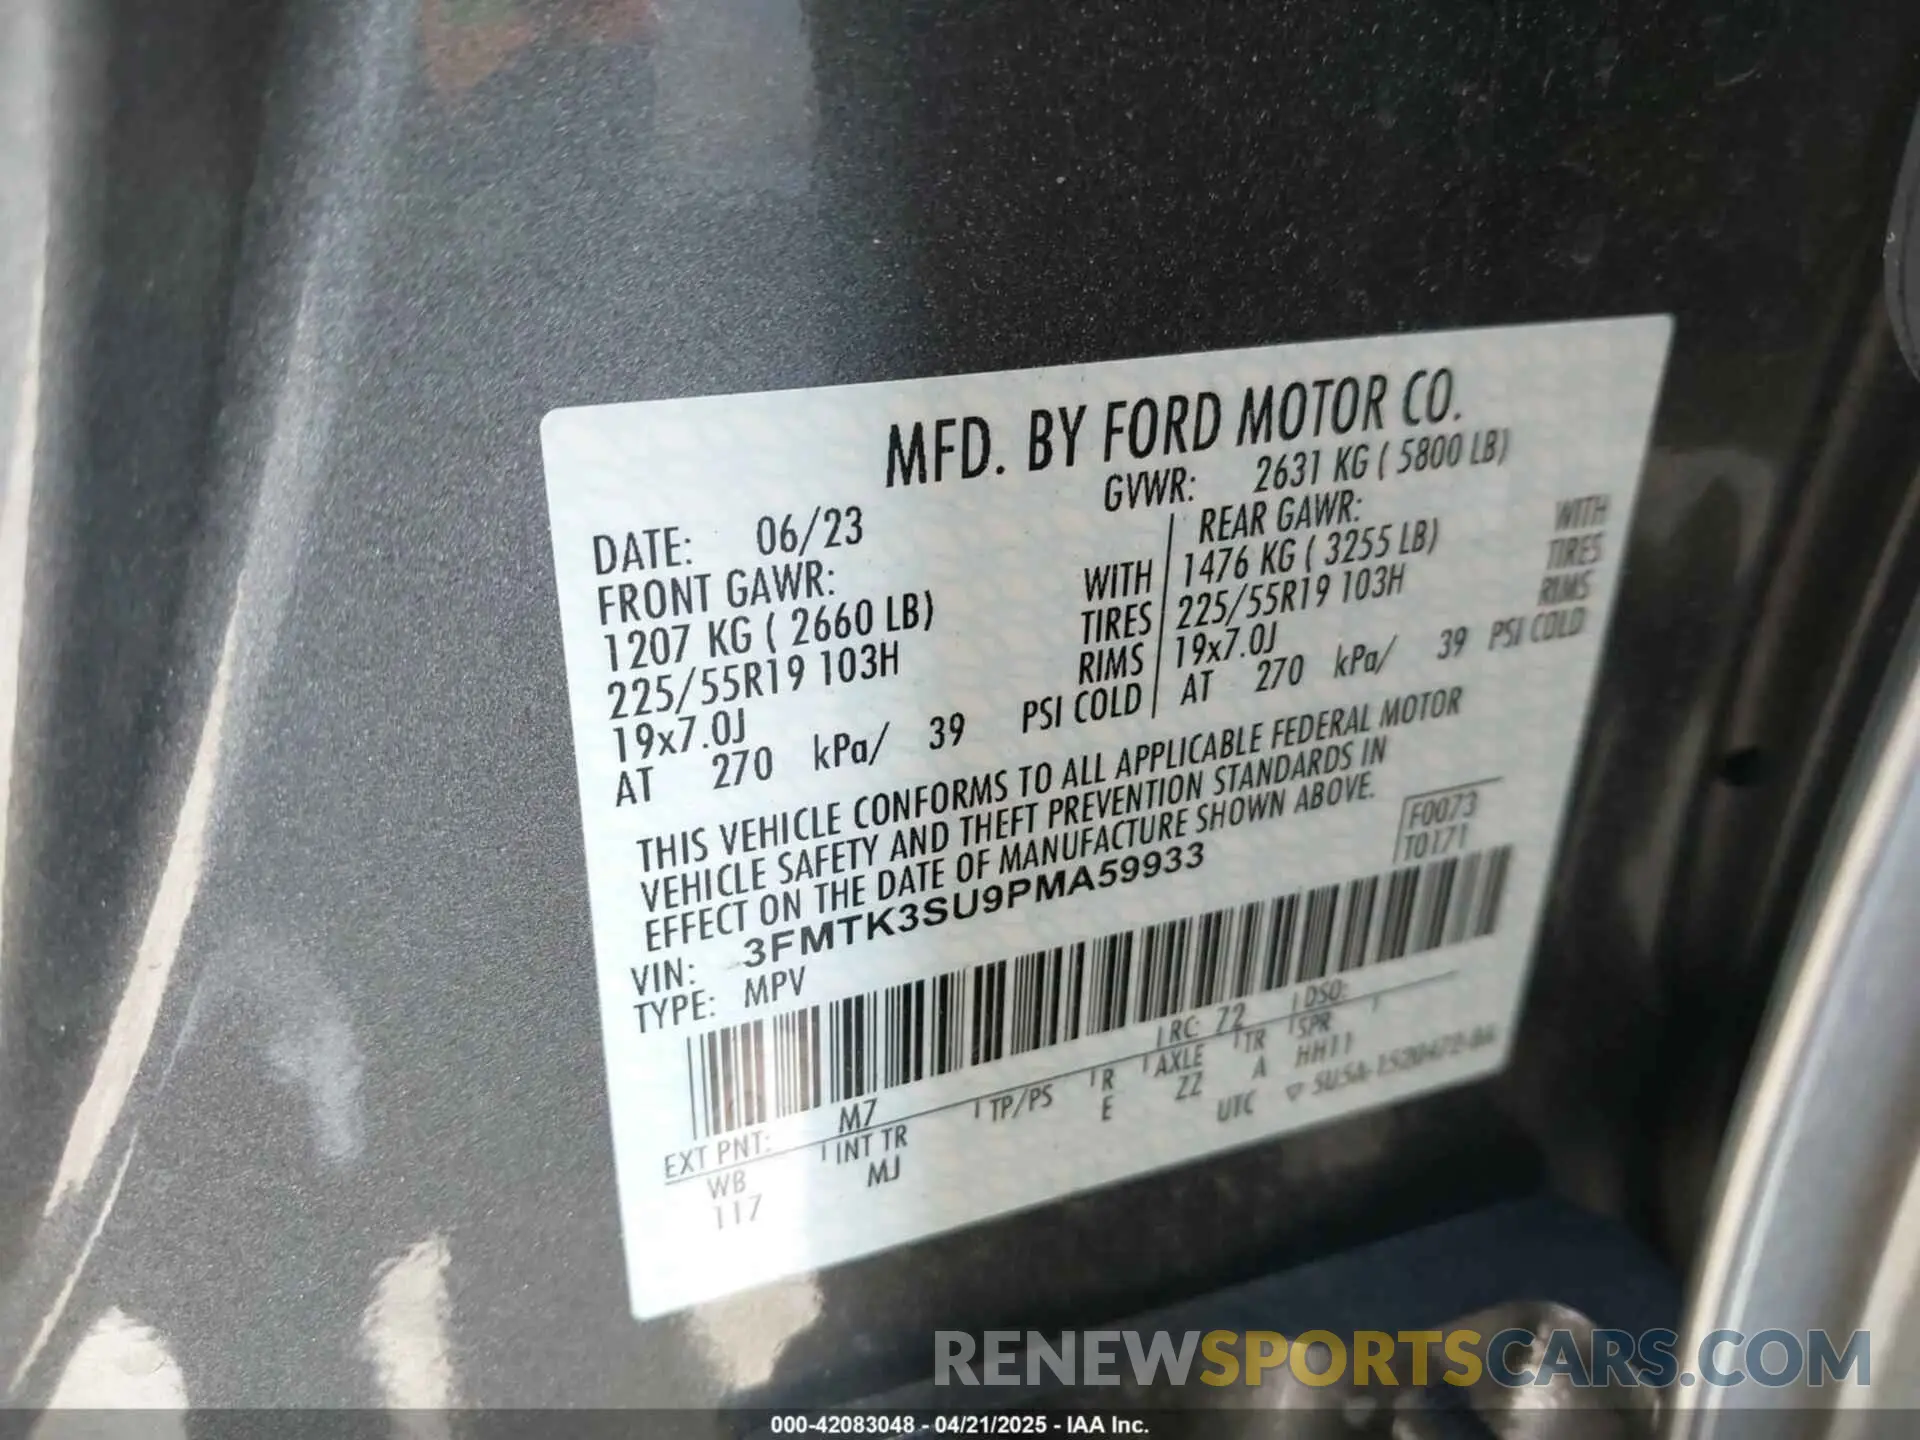 MFD. BY FORD MOTOR CO.
DATE: 06/23 GVWR: 2631 KG ( 5800 LB)
FRONT GAWR: REAR GAWR:
1207 KG ( 2660 LB) WITH 1476 KG ( 3255 LB) WITH
225/55R19 103H TIRES 225/55R19 103H TIRES
19x7.0J RIMS 19x7.0J RIMS
AT 270 kPa/ 39 PSI COLD AT 270 kPa/ 39 PSI COLD
THIS VEHICLE CONFORMS TO ALL APPLICABLE FEDERAL MOTOR
VEHICLE SAFETY AND THEFT PREVENTION STANDARDS IN
EFFECT ON THE DATE OF MANUFACTURE SHOWN ABOVE.
F0073
T0171
VIN: 3FMTK3SU9PMA59933
TYPE: MPV
EXT PNT: M7 RC: 72 DSO:
WB INT TR TP/PS R AXLE TR SPR
117 MJ E ZZ A HH11
UTC
RENEWSPORTSCARS.COM
000-42083048 - 04/21/2025 - IAA Inc.